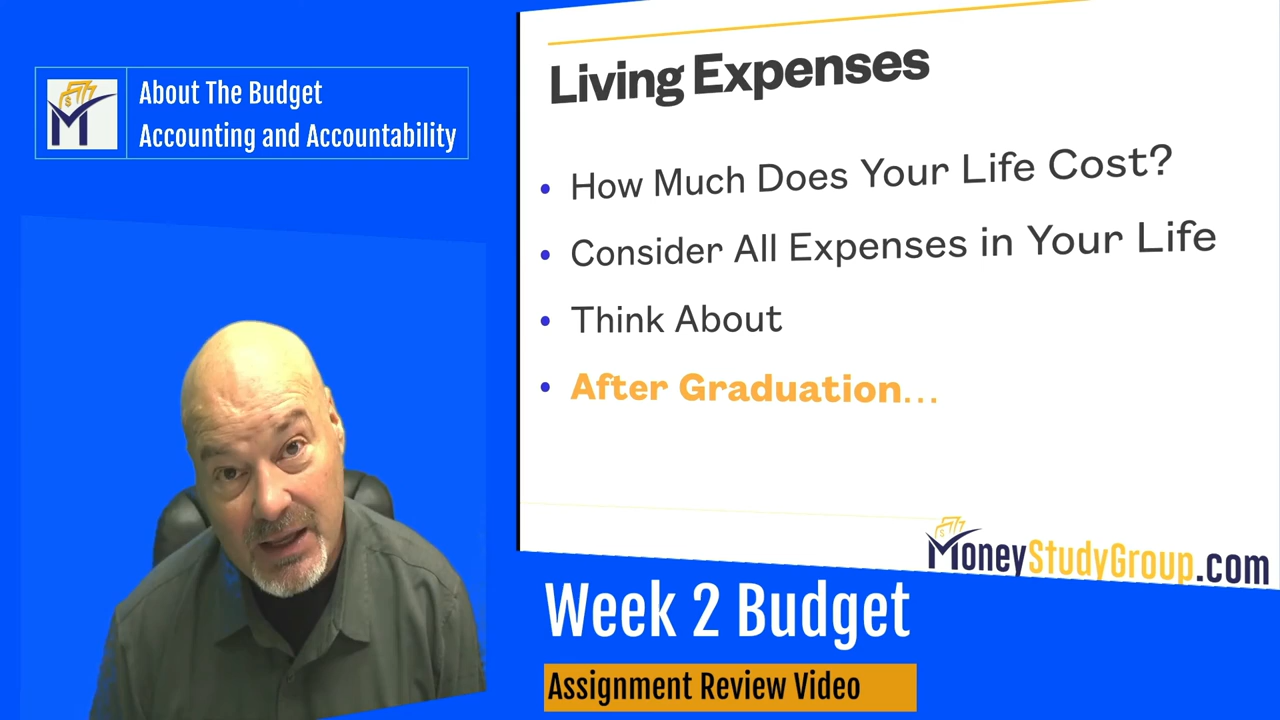 About The Budget
Accounting and Accountability
Living Expenses
• How Much Does Your Life Cost?
• Consider All Expenses in Your Life
• Think About
• After Graduation...
MoneyStudyGroup.com
Week 2 Budget
Assignment Review Video